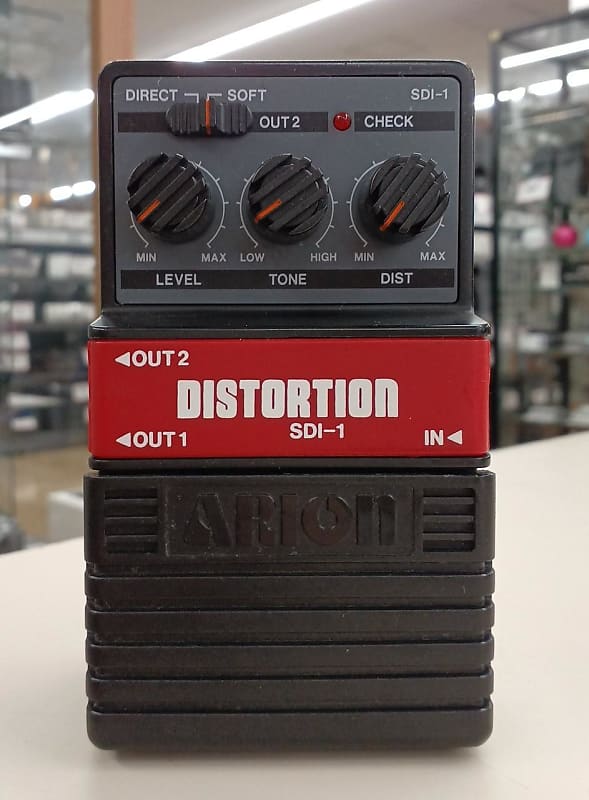 DIRECT SOFT SDI-1
OUT 2 CHECK
MIN MAX LOW HIGH MIN MAX
LEVEL TONE DIST
◀OUT 2
DISTORTION
SDI-1
◀OUT 1 IN◀
ARION